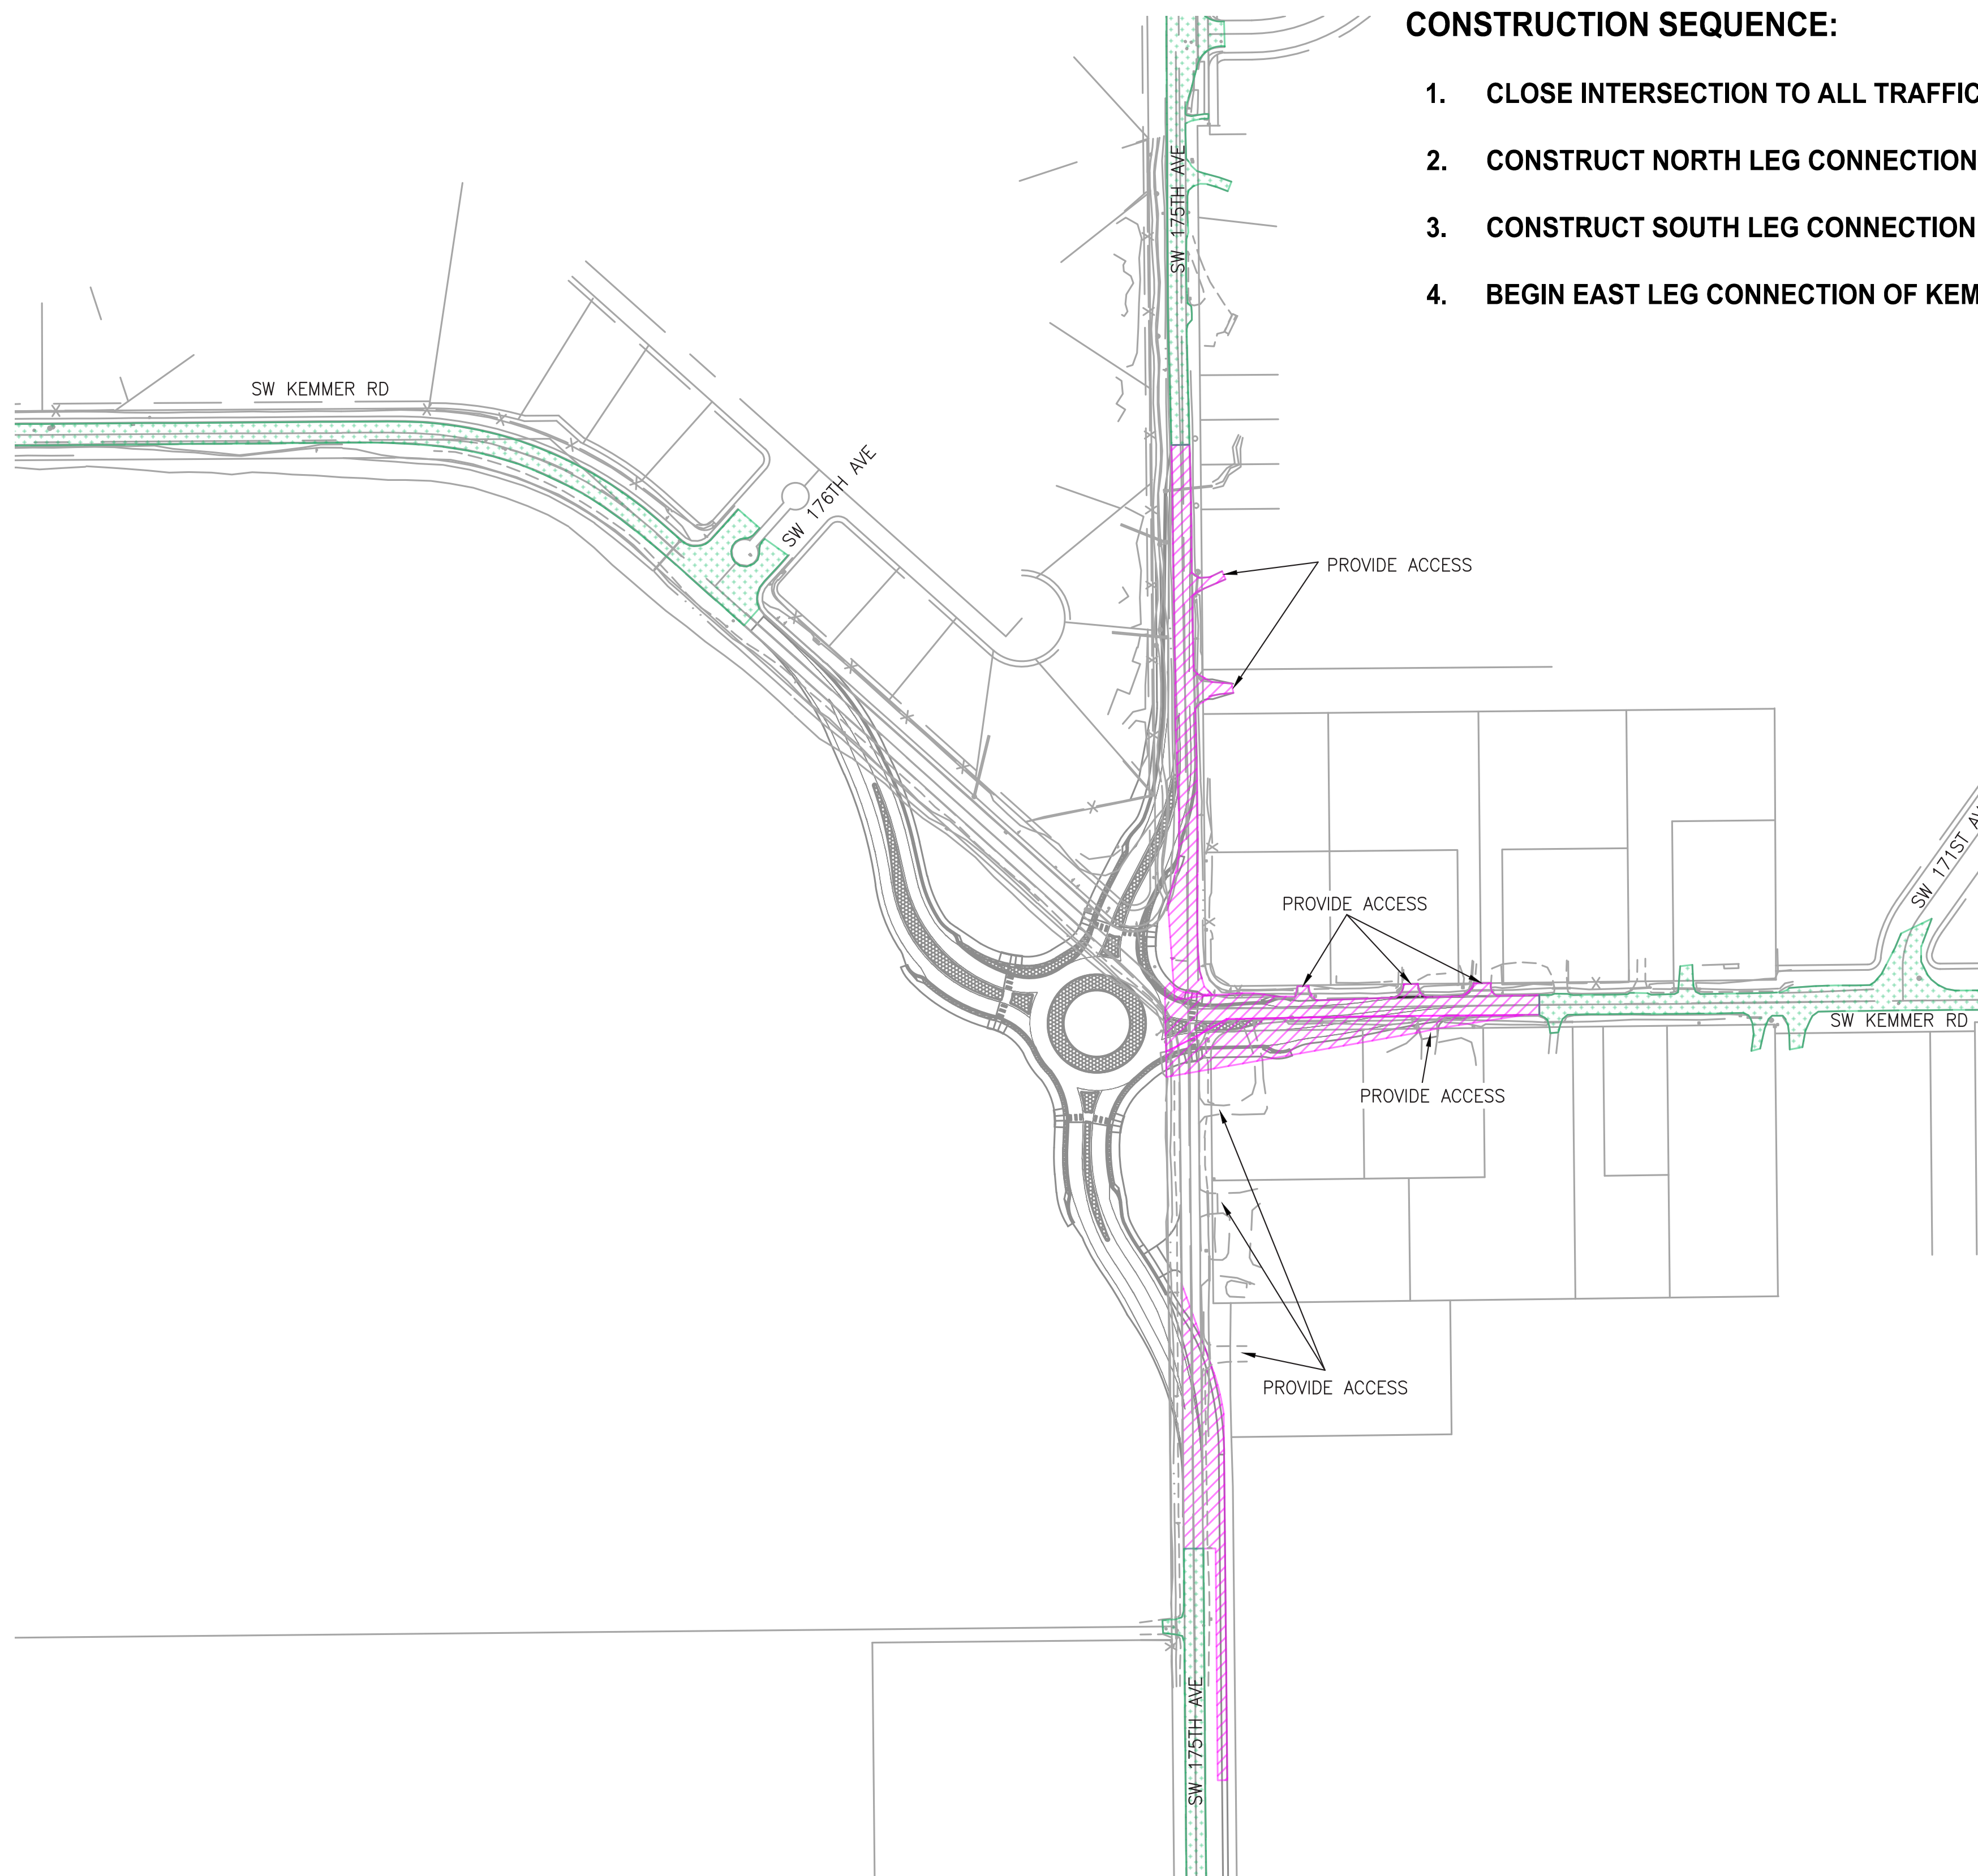 CONSTRUCTION SEQUENCE:
1. CLOSE INTERSECTION TO ALL TRAFFIC
2. CONSTRUCT NORTH LEG CONNECTION
3. CONSTRUCT SOUTH LEG CONNECTION
4. BEGIN EAST LEG CONNECTION OF KEM
SW 175TH AVE
SW KEMMER RD
SW 176TH AVE
PROVIDE ACCESS
SW 171ST AV
PROVIDE ACCESS
SW KEMMER RD
PROVIDE ACCESS
PROVIDE ACCESS
SW 175TH AVE